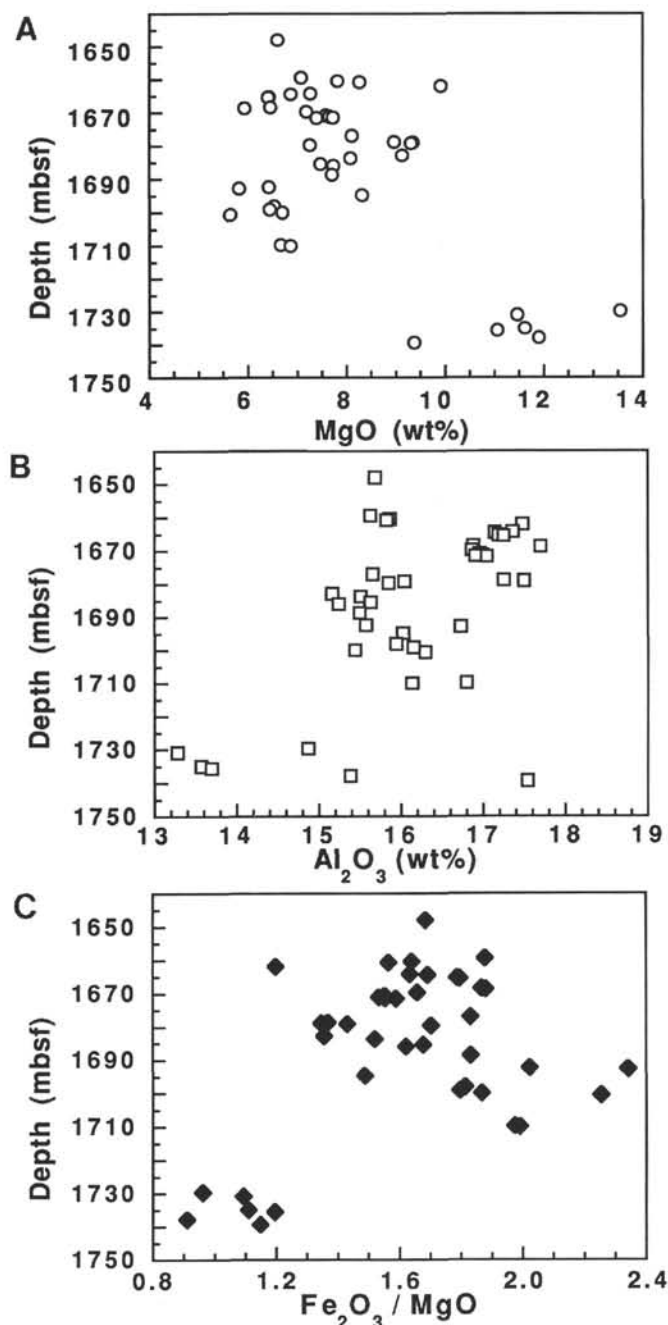 A
1650
1670
1690
1710
1730
1750
Depth (mbsf)
4 6 8 10 12 14
MgO (wt%)
B
1650
1670
1690
1710
1730
1750
Depth (mbsf)
13 14 15 16 17 18 19
Al₂O₃ (wt%)
C
1650
1670
1690
1710
1730
1750
Depth (mbsf)
0.8 1.2 1.6 2.0 2.4
Fe₂O₃ / MgO